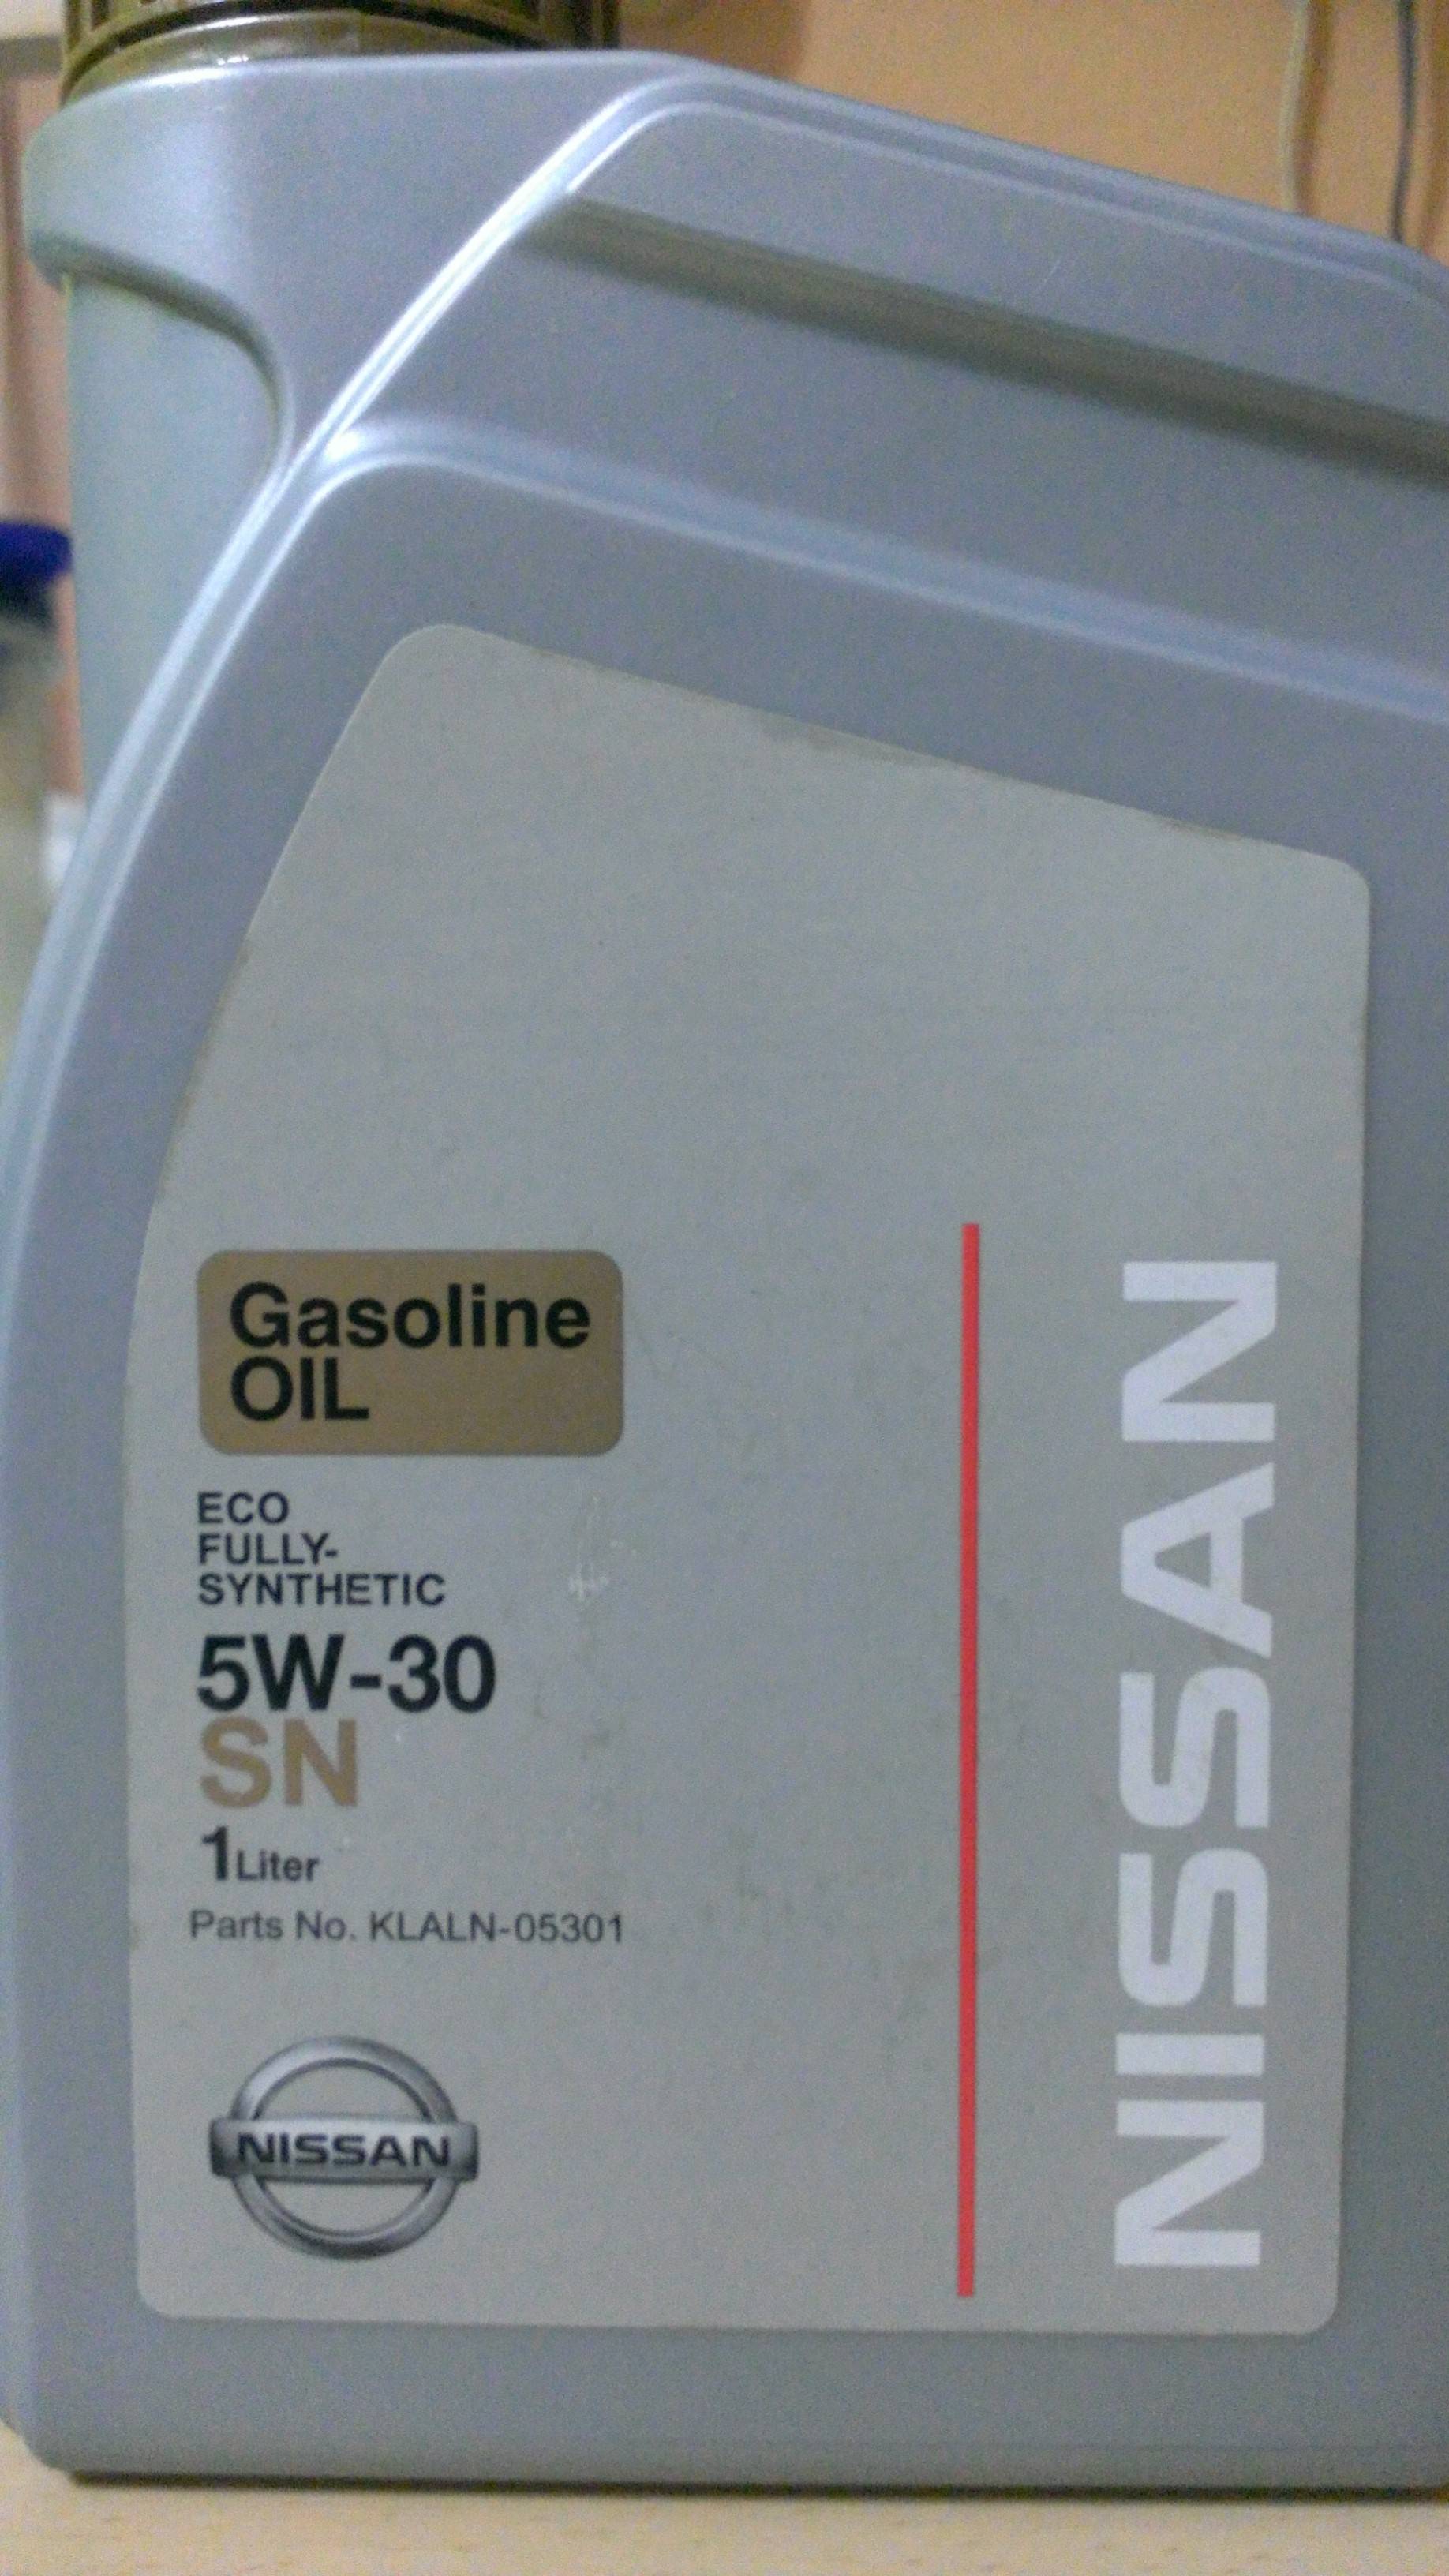 Gasoline
OIL
ECO
FULLY-
SYNTHETIC
5W-30
SN
1Liter
Parts No. KLALN-05301
NISSAN
NISSAN